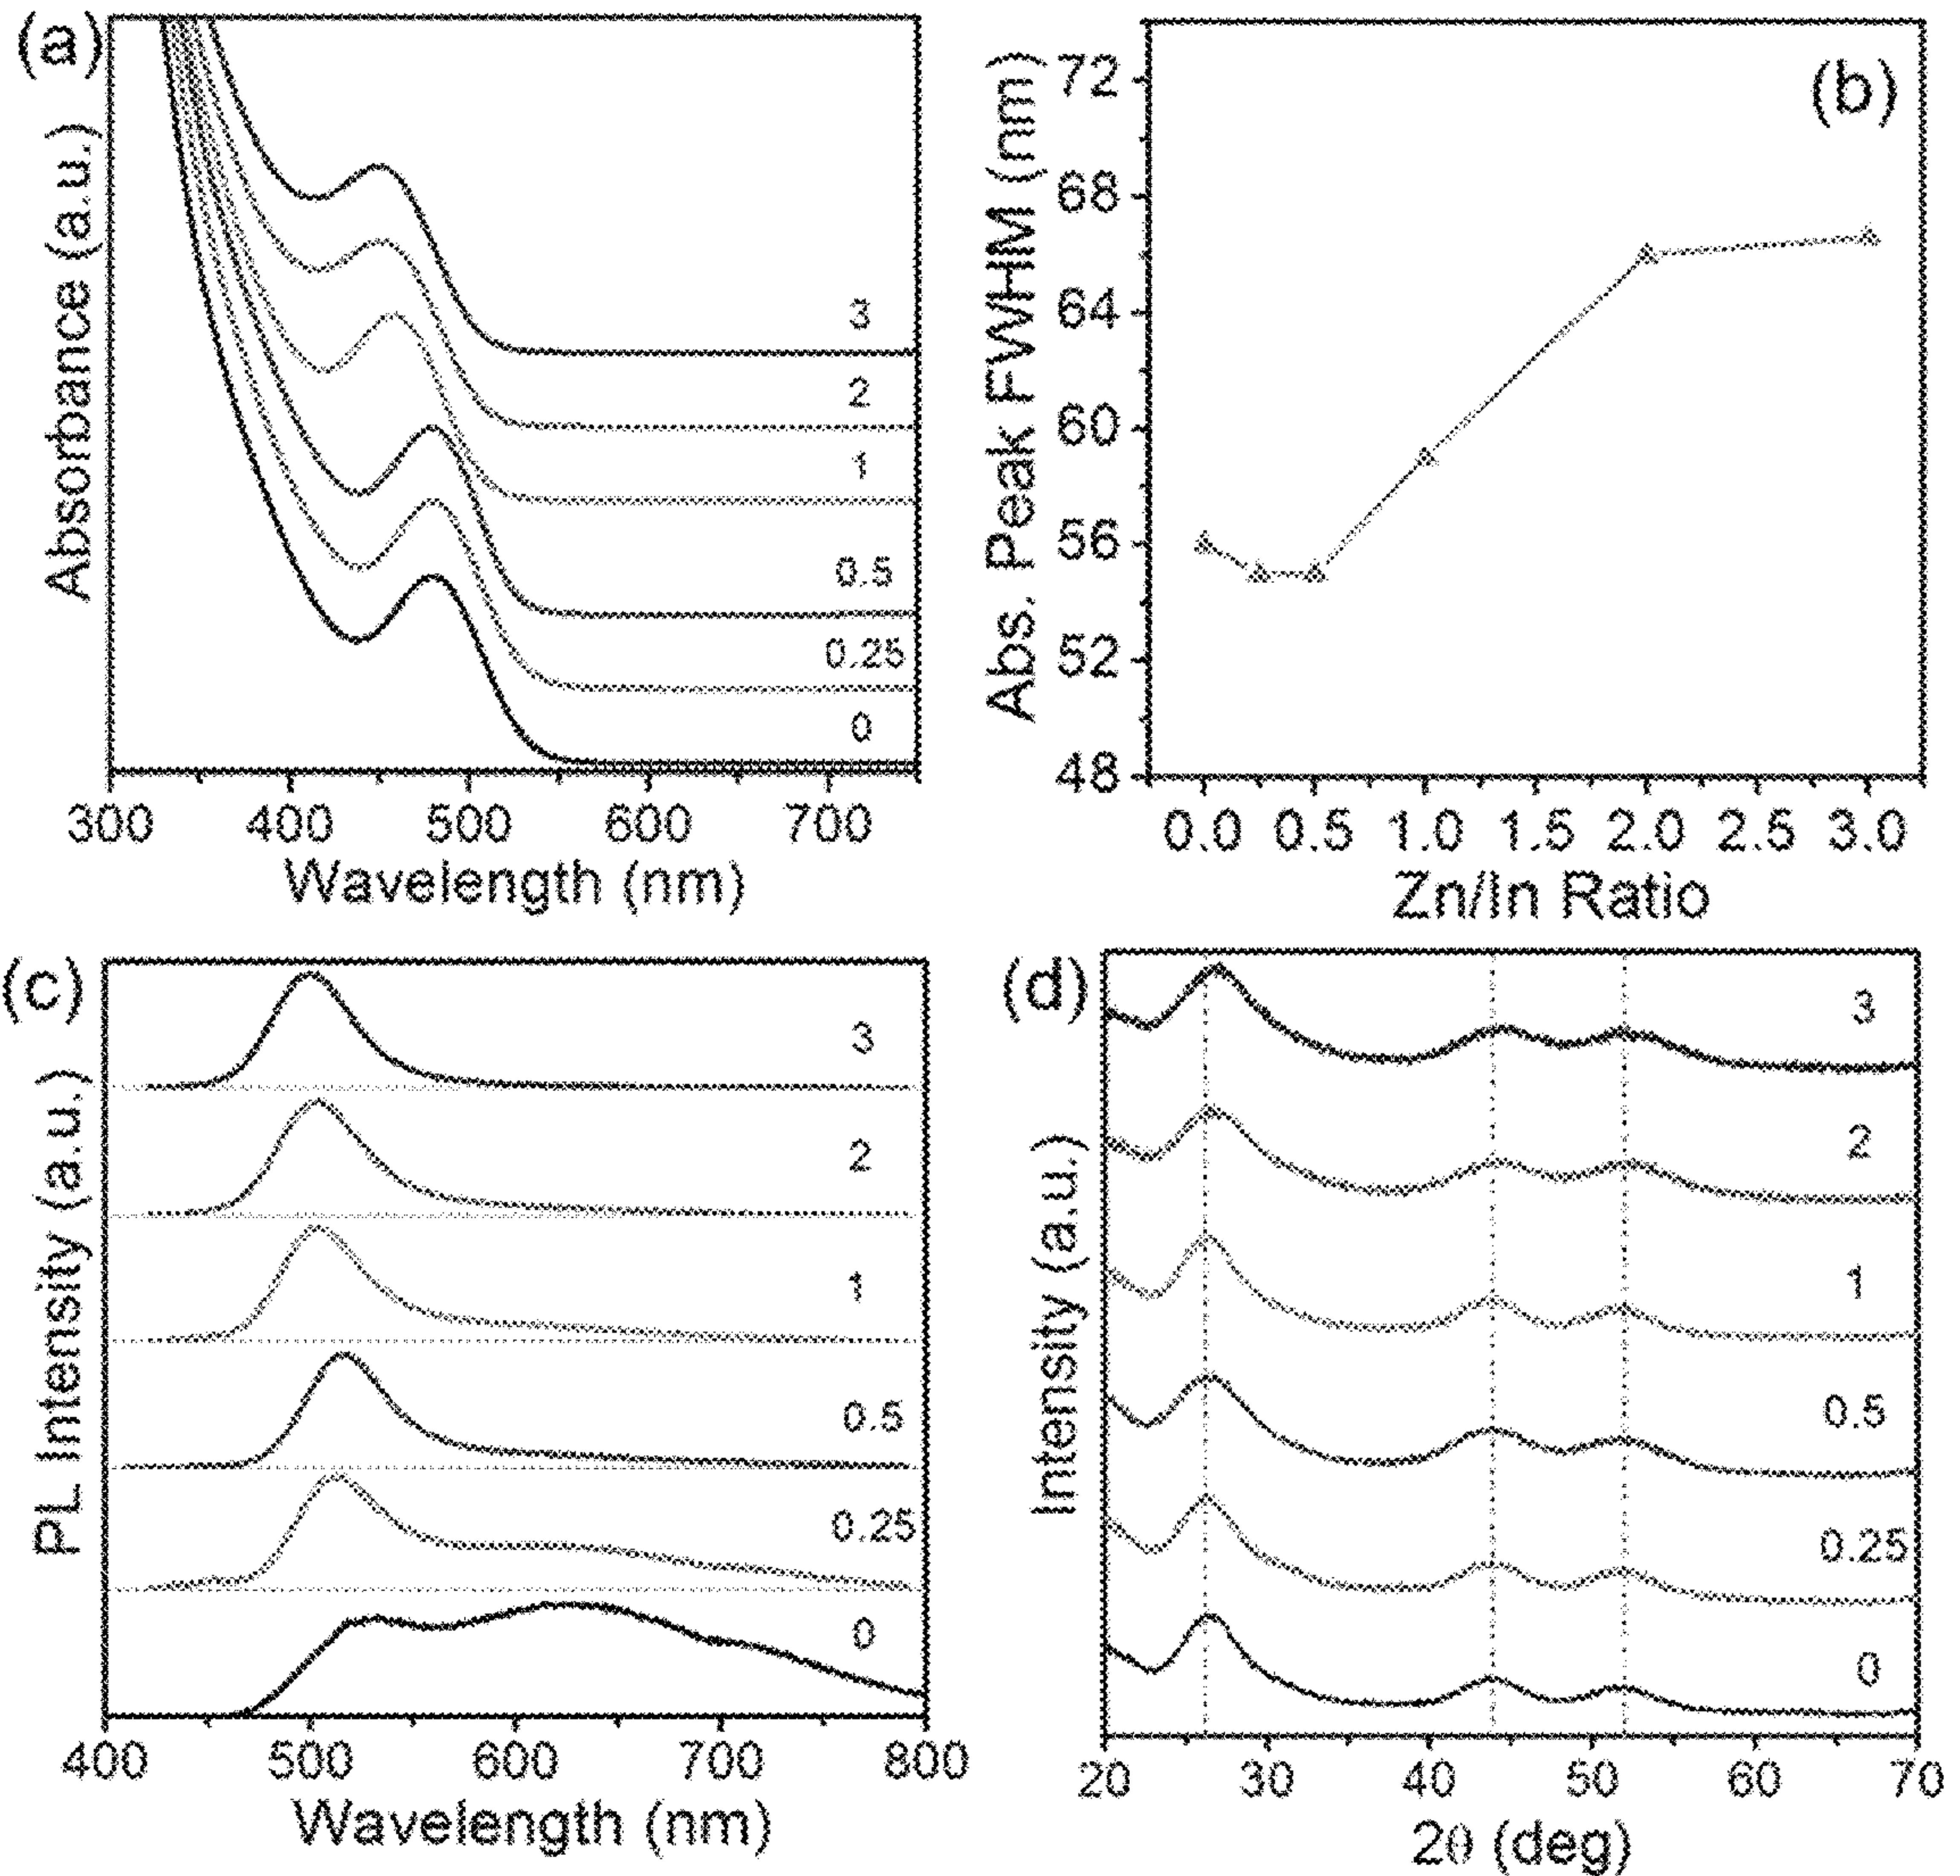 (a)
Absorbance (a.u.)
3
2
1
0.5
0.25
0
300 400 500 600 700
Wavelength (nm)
(b)
Abs. Peak FWHM (nm)
72
68
64
60
56
52
48
0.0 0.5 1.0 1.5 2.0 2.5 3.0
Zn/In Ratio
(c)
PL Intensity (a.u.)
3
2
1
0.5
0.25
0
400 500 600 700 800
Wavelength (nm)
(d)
Intensity (a.u.)
3
2
1
0.5
0.25
0
20 30 40 50 60 70
2θ (deg)